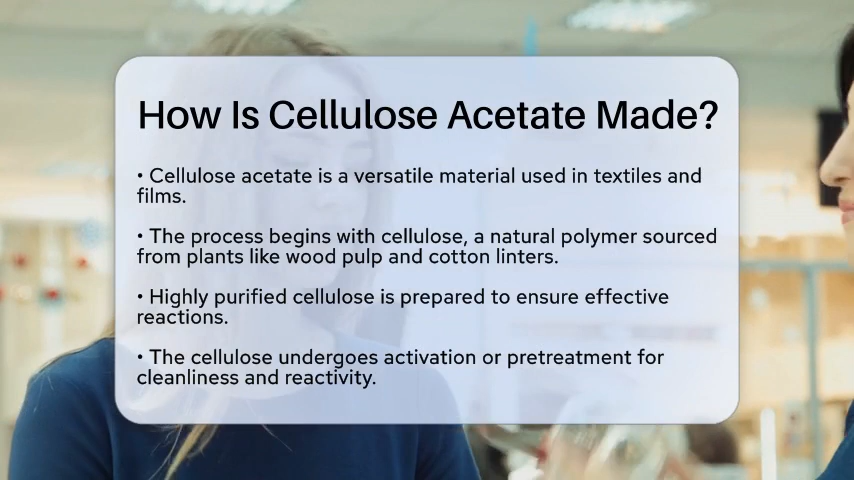 How Is Cellulose Acetate Made?
• Cellulose acetate is a versatile material used in textiles and
films.
• The process begins with cellulose, a natural polymer sourced
from plants like wood pulp and cotton linters.
• Highly purified cellulose is prepared to ensure effective
reactions.
• The cellulose undergoes activation or pretreatment for
cleanliness and reactivity.